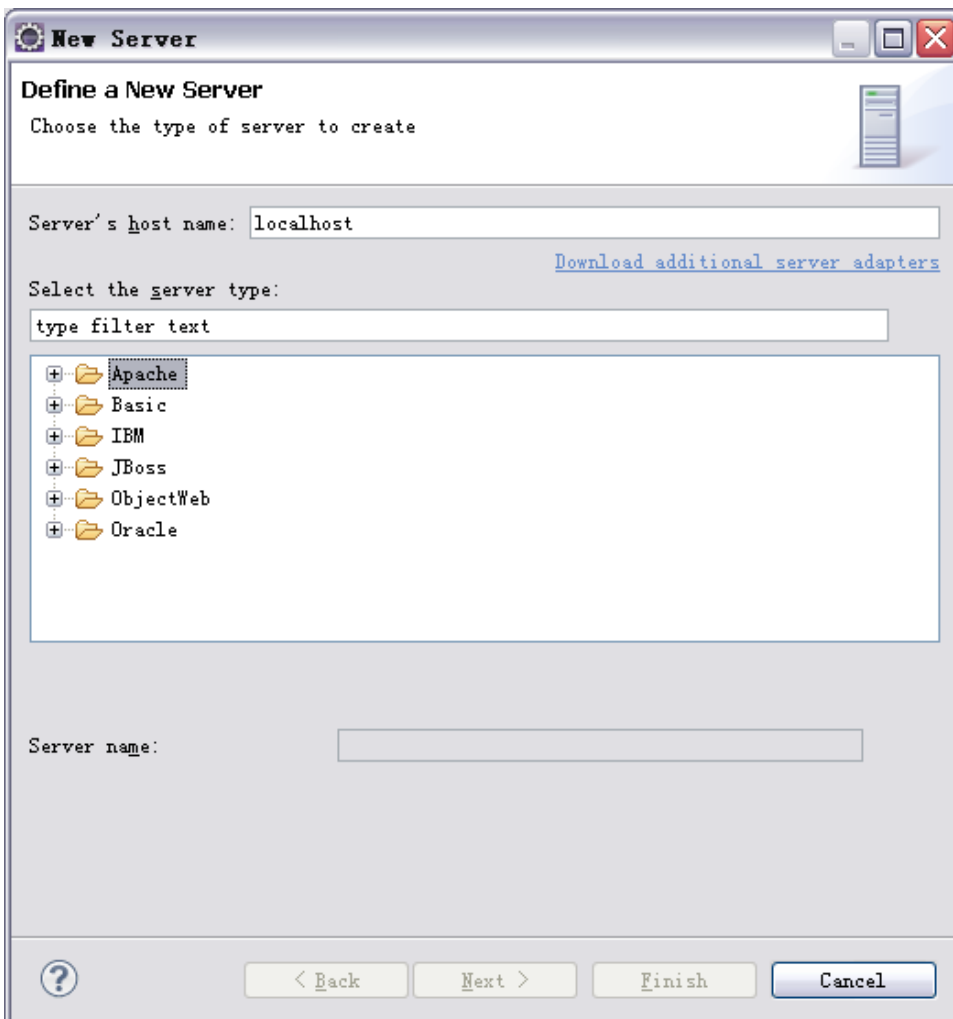 New Server
Define a New Server
Choose the type of server to create
Server's host name: localhost
Download additional server adapters
Select the server type:
type filter text
Apache
Basic
IBM
JBoss
ObjectWeb
Oracle
Server name:
< Back Next > Finish Cancel